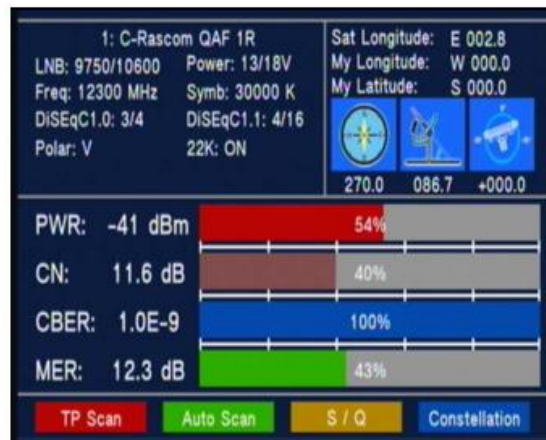 1: C-Rascom QAF 1R
LNB: 9750/10600 Power: 13/18V
Freq: 12300 MHz Symb: 30000 K
DiSEqC1.0: 3/4 DiSEqC1.1: 4/16
Polar: V 22K: ON
Sat Longitude: E 002.8
My Longitude: W 000.0
My Latitude: S 000.0
270.0 086.7 +000.0
PWR: -41 dBm 54%
CN: 11.6 dB 40%
CBER: 1.0E-9 100%
MER: 12.3 dB 43%
TP Scan Auto Scan S / Q Constellation